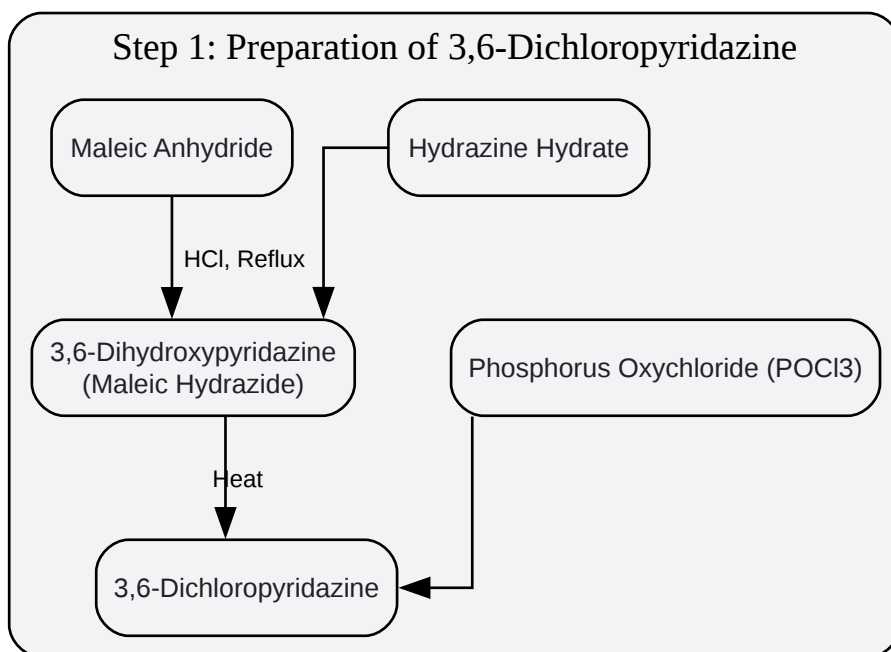 Step 1: Preparation of 3,6-Dichloropyridazine
Maleic Anhydride
Hydrazine Hydrate
HCl, Reflux
3,6-Dihydroxypyridazine
(Maleic Hydrazide)
Phosphorus Oxychloride (POCl3)
Heat
3,6-Dichloropyridazine